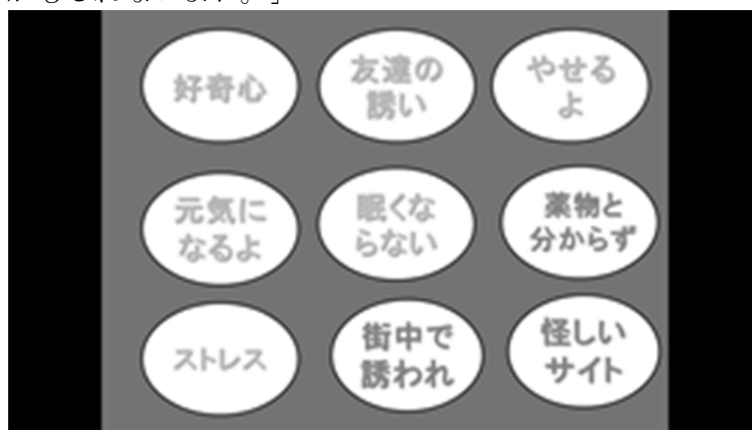 好奇心
友達の
誘い
やせる
よ
元気に
なるよ
眠くな
らない
薬物と
分からず
ストレス
街中で
誘われ
怪しい
サイト